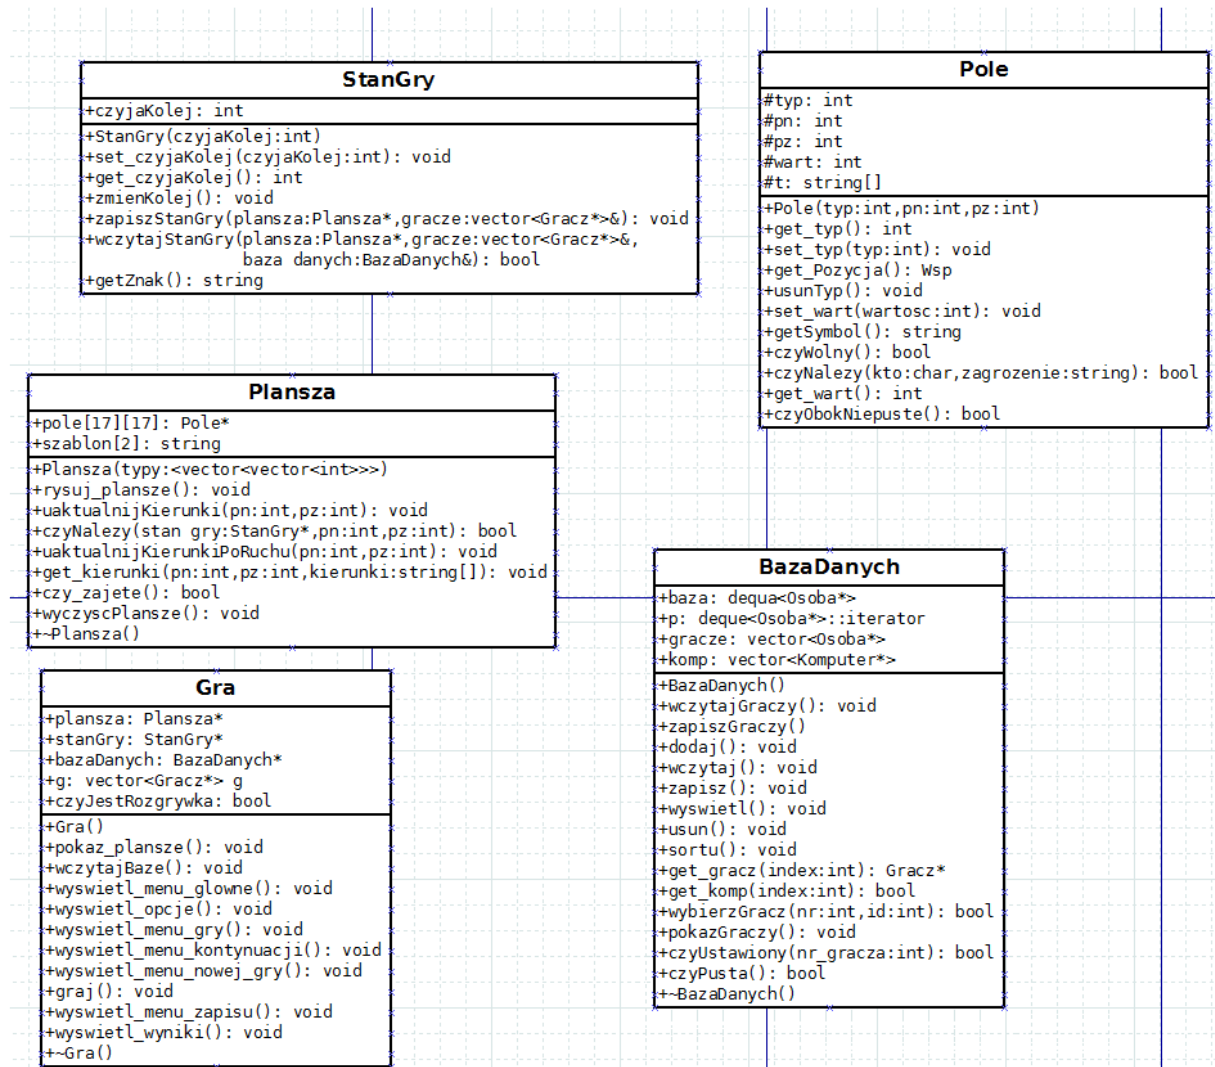 StanGry
+czyjaKolej: int
+StanGry(czyjaKolej:int)
+set_czyjaKolej(czyjaKolej:int): void
+get_czyjaKolej(): int
+zmienKolej(): void
+zapiszStanGry(plansza:Plansza*,gracze:vector<Gracz*>&): void
+wczytajStanGry(plansza:Plansza*,gracze:vector<Gracz*>&,
baza danych:BazaDanych&): bool
+getZnak(): string
Pole
#typ: int
#pn: int
#pz: int
#wart: int
#t: string[]
+Pole(typ:int,pn:int,pz:int)
+get_typ(): int
+set_typ(typ:int): void
+get_Pozycja(): Wsp
+usunTyp(): void
+set_wart(wartosc:int): void
+getSymbol(): string
+czyWolny(): bool
+czyNalezy(kto:char,zagrozenie:string): bool
+get_wart(): int
+czyObokNiepuste(): bool
Plansza
+pole[17][17]: Pole*
+szablon[2]: string
+Plansza(typy:<vector<vector<int>>>)
+rysuj_plansze(): void
+uaktualnijKierunki(pn:int,pz:int): void
+czyNalezy(stan gry:StanGry*,pn:int,pz:int): bool
+uaktualnijKierunkiPoRuchu(pn:int,pz:int): void
+get_kierunki(pn:int,pz:int,kierunki:string[]): void
+czy_zajete(): bool
+wyczyscPlansze(): void
+~Plansza()
BazaDanych
+baza: dequa<Osoba*>
+p: deque<Osoba*>::iterator
+gracze: vector<Osoba*>
+komp: vector<Komputer*>
+BazaDanych()
+wczytajGraczy(): void
+zapiszGraczy()
+dodaj(): void
+wczytaj(): void
+zapisz(): void
+wyswietl(): void
+usun(): void
+sortu(): void
+get_gracz(index:int): Gracz*
+get_komp(index:int): bool
+wybierzGracz(nr:int,id:int): bool
+pokazGraczy(): void
+czyUstawiony(nr_gracza:int): bool
+czyPusta(): bool
+~BazaDanych()
Gra
+plansza: Plansza*
+stanGry: StanGry*
+bazaDanych: BazaDanych*
+g: vector<Gracz*> g
+czyJestRozgrywka: bool
+Gra()
+pokaz_plansze(): void
+wczytajBaze(): void
+wyswietl_menu_glowne(): void
+wyswietl_opcje(): void
+wyswietl_menu_gry(): void
+wyswietl_menu_kontynuacji(): void
+wyswietl_menu_nowej_gry(): void
+graj(): void
+wyswietl_menu_zapisu(): void
+wyswietl_wyniki(): void
+~Gra()